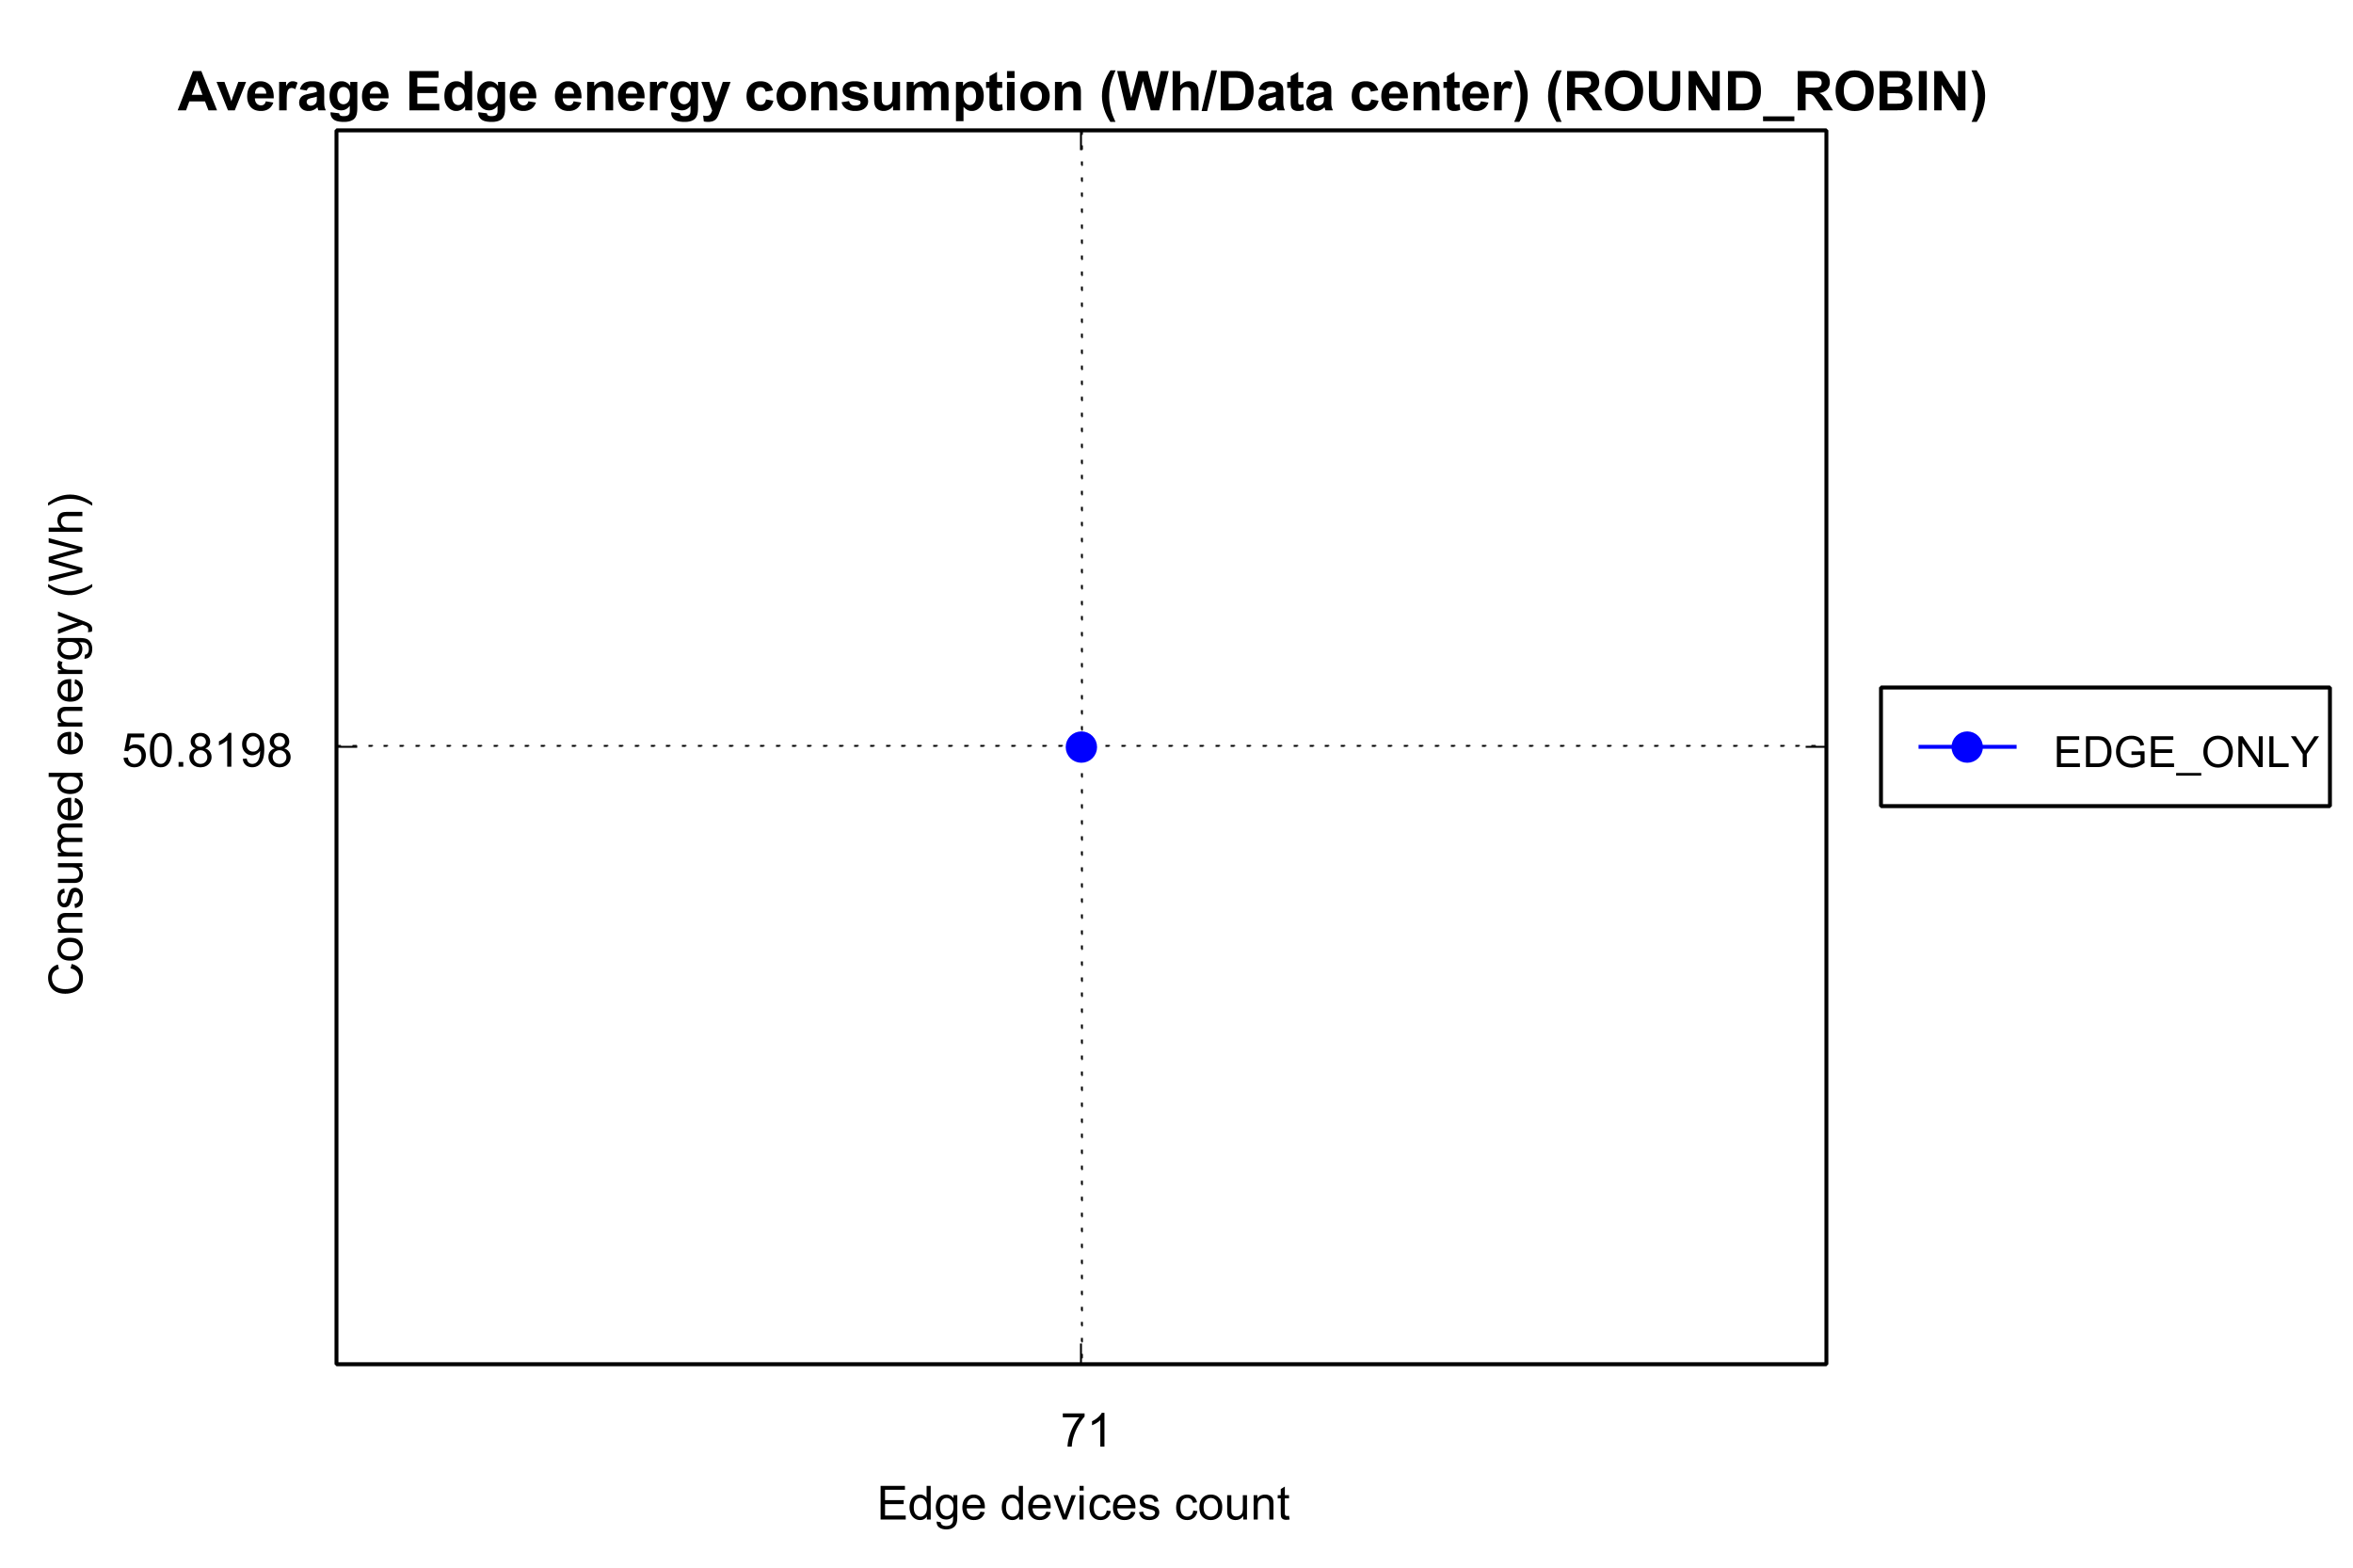 Average Edge energy consumption (Wh/Data center) (ROUND_ROBIN)
Consumed energy (Wh)
50.8198
EDGE_ONLY
71
Edge devices count